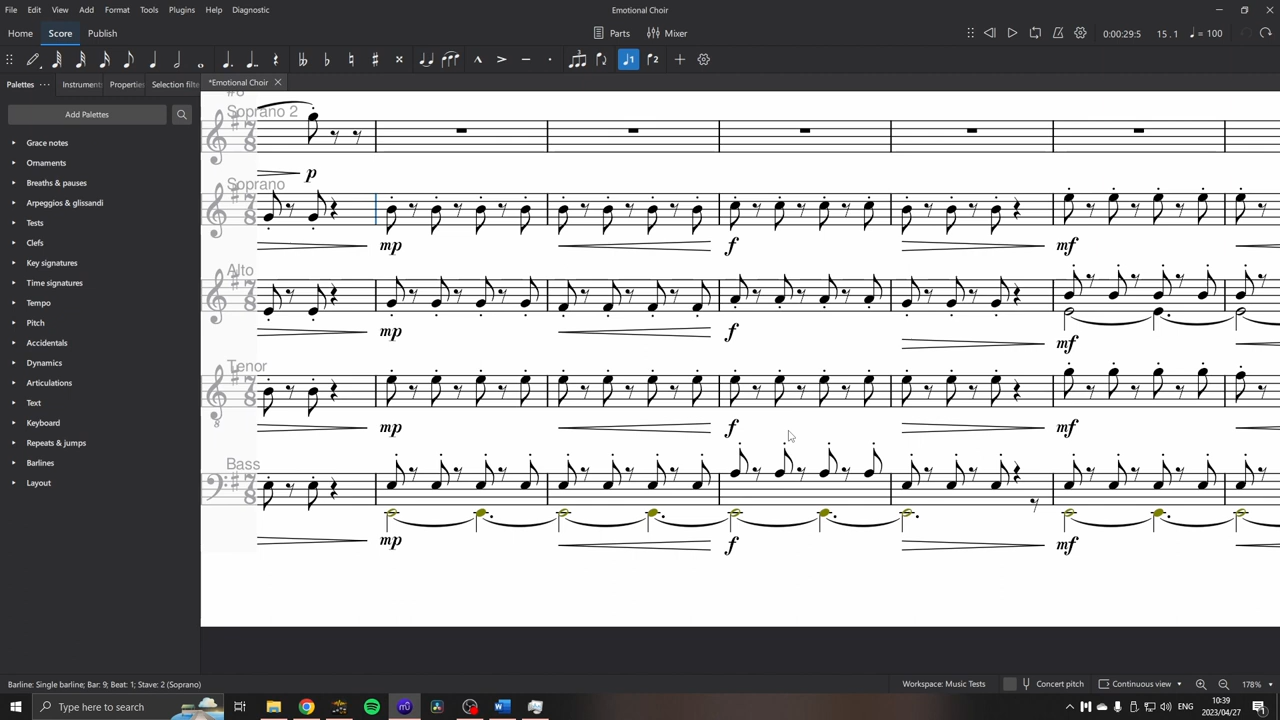 File Edit View Add Format Tools Plugins Help Diagnostic
Emotional Choir
Home Score Publish
Parts Mixer
0:00:29:5 15 . 1 = 100
Palettes Instrument Properties Selection filte
*Emotional Choir
Add Palettes
Grace notes
Ornaments
Breaths & pauses
Arpeggios & glissandi
Tests
Clefs
Key signatures
Time signatures
Tempo
Pitch
Accidentals
Dynamics
Articulations
Text
Keyboard
Repeats & jumps
Barlines
Layout
#8
Soprano 2
p
Soprano
mp f mf
Alto
mp f mf
Tenor
mp f mf
Bass
mp f mf
Barline: Single barline; Bar: 9; Beat: 1; Stave: 2 (Soprano)
Workspace: Music Tests
Concert pitch
Continuous view
178%
Type here to search
ENG
10:39
2023/04/27